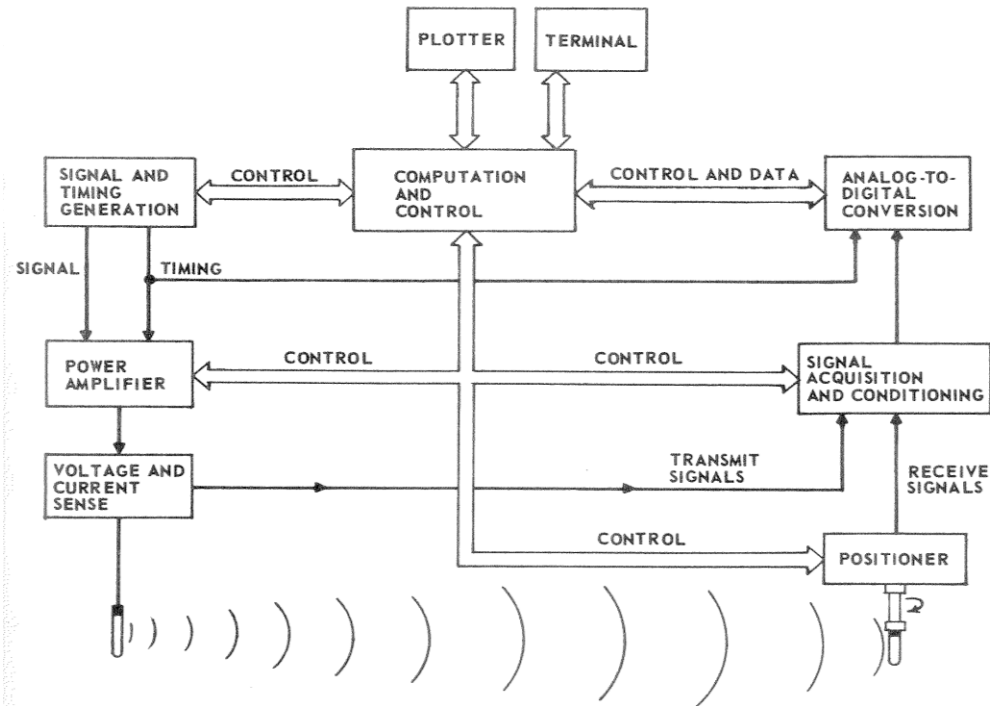 PLOTTER
TERMINAL
SIGNAL AND
TIMING
GENERATION
CONTROL
COMPUTATION
AND
CONTROL
CONTROL AND DATA
ANALOG-TO-
DIGITAL
CONVERSION
SIGNAL
TIMING
POWER
AMPLIFIER
CONTROL
CONTROL
SIGNAL
ACQUISITION
AND CONDITIONING
VOLTAGE AND
CURRENT
SENSE
TRANSMIT
SIGNALS
RECEIVE
SIGNALS
CONTROL
POSITIONER